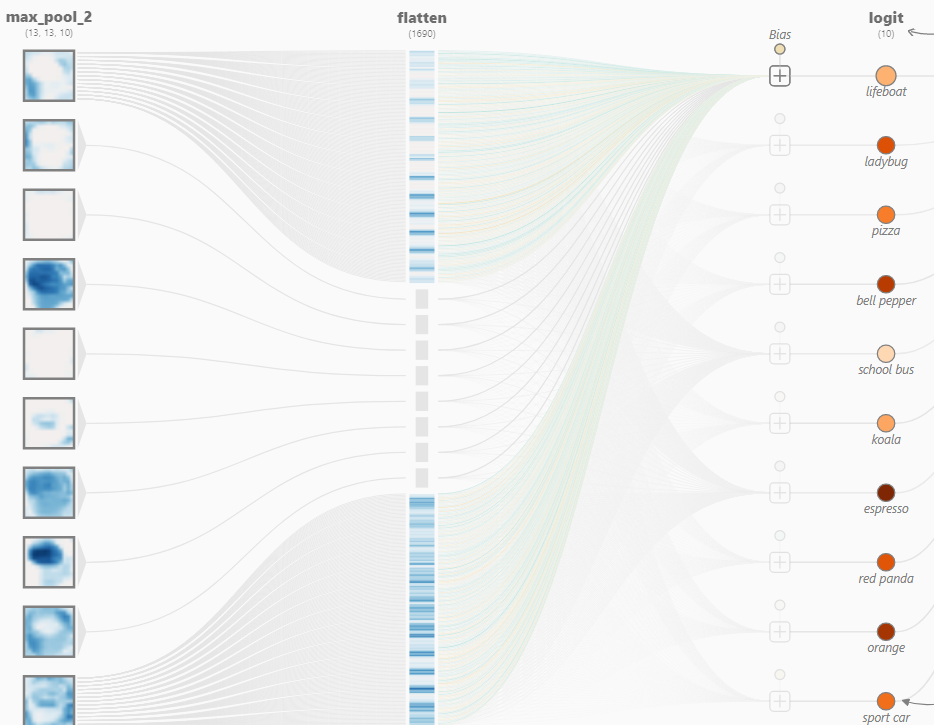 max_pool_2
(13, 13, 10)
flatten
(1690)
logit
(10)
Bias
lifeboat
ladybug
pizza
bell pepper
school bus
koala
espresso
red panda
orange
sport car